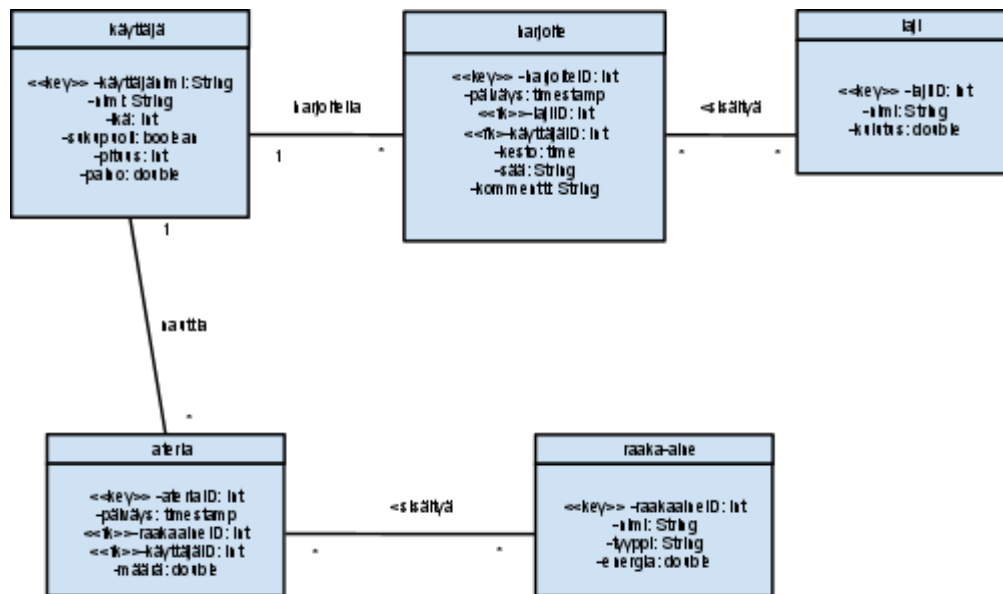 käyttäjä
<<key>> -käyttäjänimi: String
-nimi: String
-ikä: int
-sukupuoli: boolean
-pituus: int
-paino: double
harjoitella
1
*
harjoite
<<key>> -harjoiteID: int
-päiväys: timestamp
<<fk>>-lajiID: int
<<fk>-käyttäjäID: int
-kesto: time
-sää: String
-kommentit: String
<sisältyä
*
*
laji
<<key>> -lajiID: int
-nimi: String
-kulutus: double
1
nauttia
*
ateria
<<key>> -ateriaID: int
-päiväys: timestamp
<<fk>>-raakaaineID: int
<<fk>>-käyttäjäID: int
-määrä: double
<sisältyä
*
*
raaka-aine
<<key>> -raakaaineID: int
-nimi: String
-tyyppi: String
-energia: double